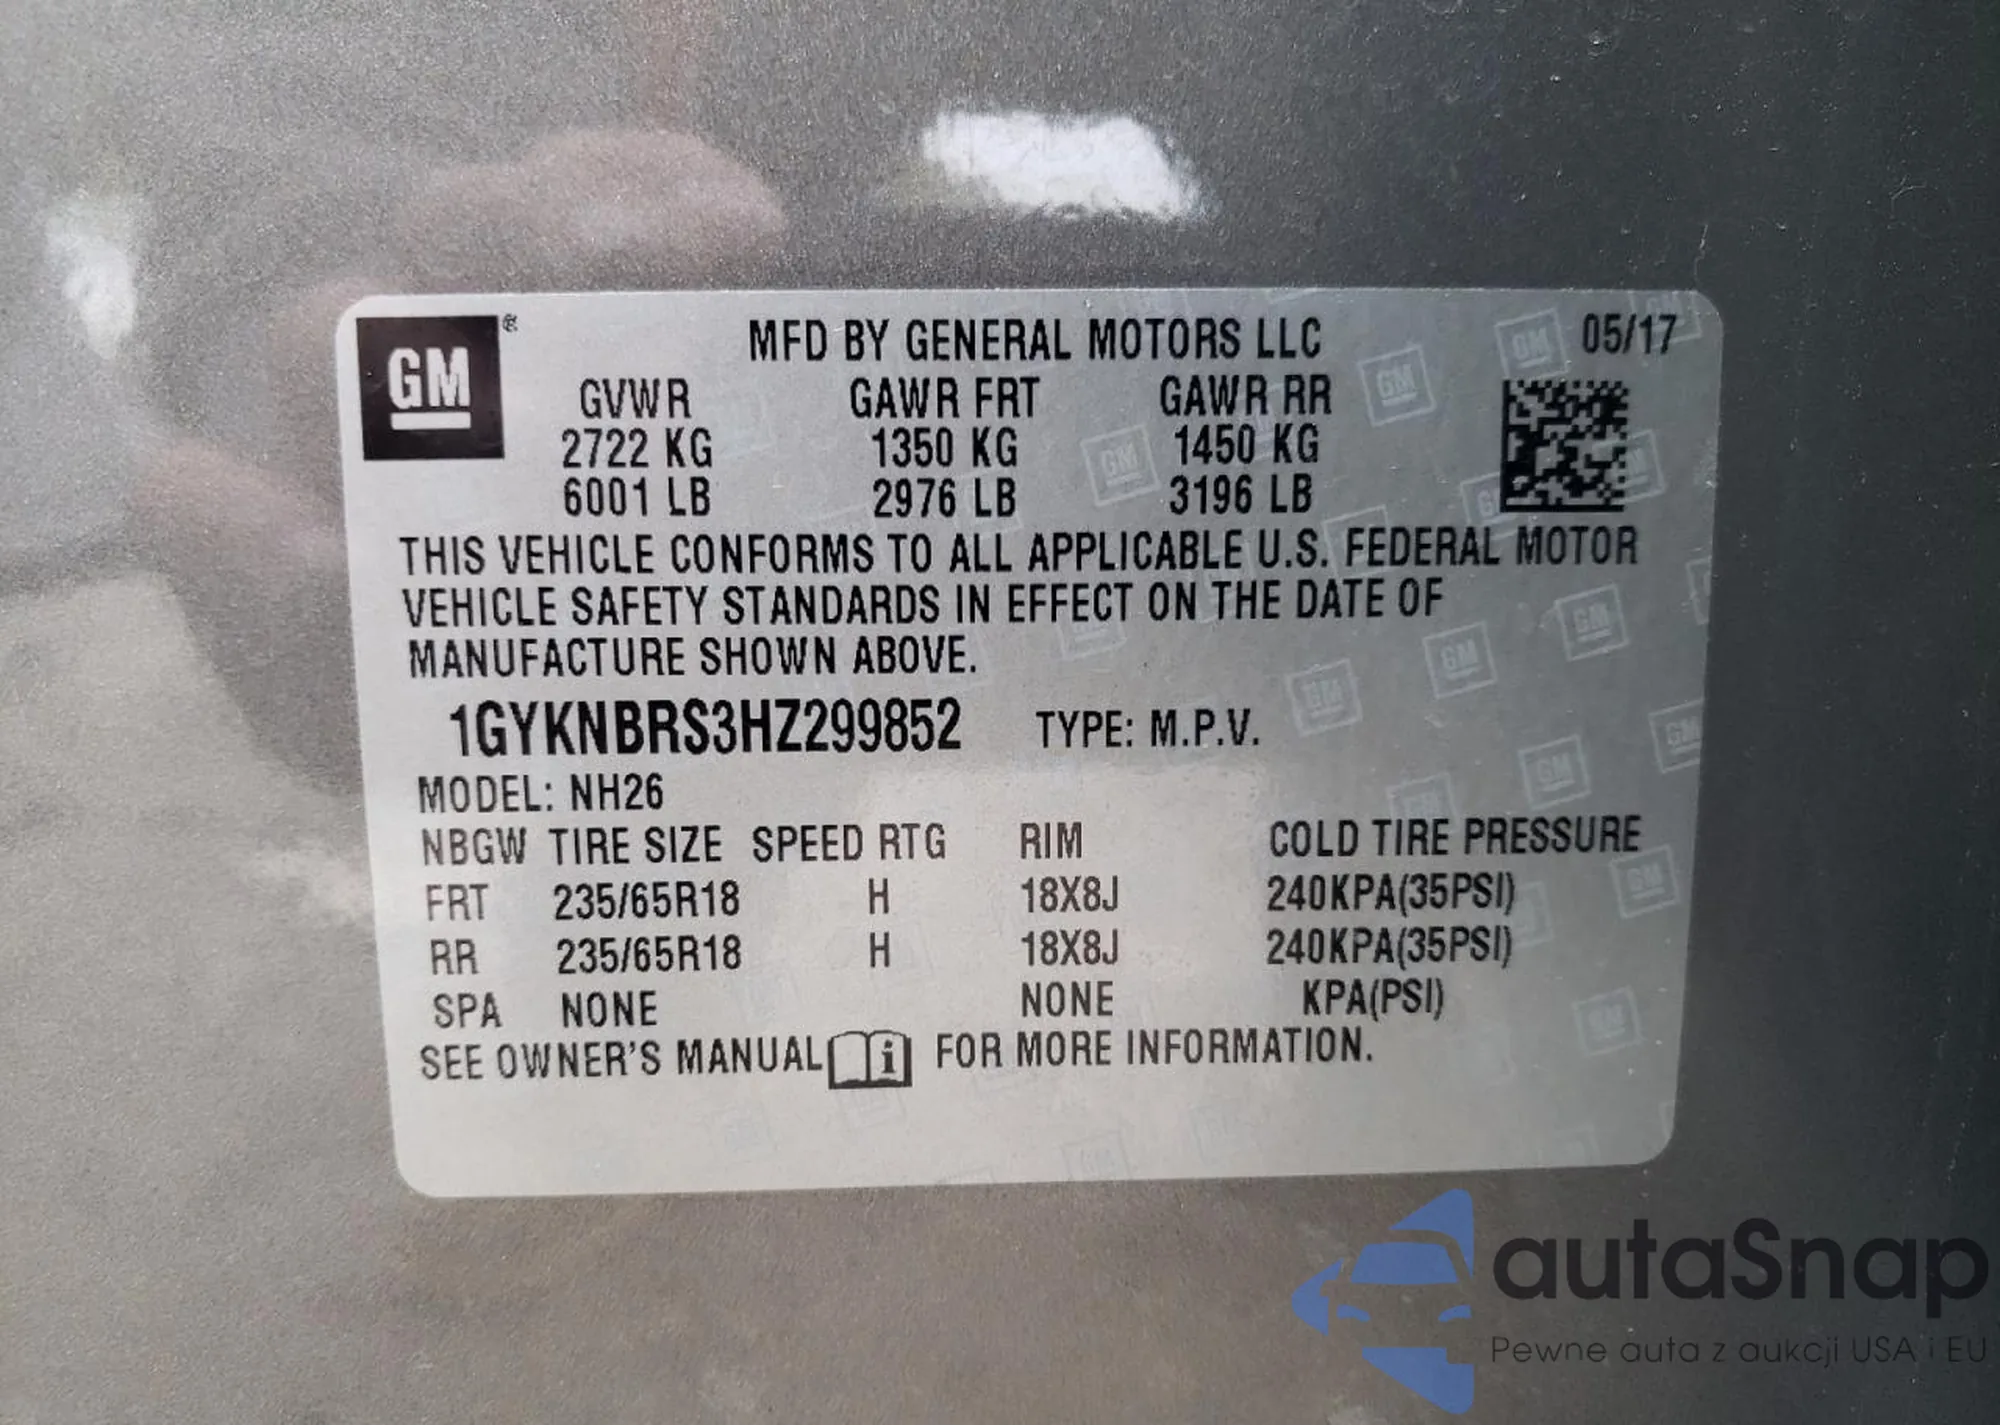 GM
MFD BY GENERAL MOTORS LLC 05/17
GVWR GAWR FRT GAWR RR
2722 KG 1350 KG 1450 KG
6001 LB 2976 LB 3196 LB
THIS VEHICLE CONFORMS TO ALL APPLICABLE U.S. FEDERAL MOTOR
VEHICLE SAFETY STANDARDS IN EFFECT ON THE DATE OF
MANUFACTURE SHOWN ABOVE.
1GYKNBRS3HZ299852 TYPE: M.P.V.
MODEL: NH26
NBGW TIRE SIZE SPEED RTG RIM COLD TIRE PRESSURE
FRT 235/65R18 H 18X8J 240KPA(35PSI)
RR 235/65R18 H 18X8J 240KPA(35PSI)
SPA NONE NONE KPA(PSI)
SEE OWNER'S MANUAL i FOR MORE INFORMATION.
autaSnap
Pewne auta z aukcji USA i EU